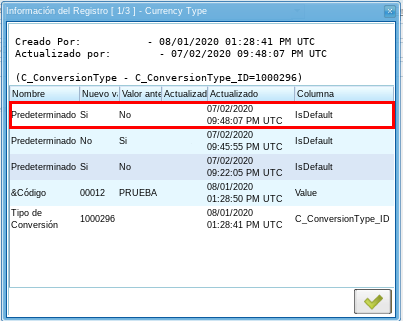 Información del Registro [ 1/3 ] - Currency Type
Creado Por: - 08/01/2020 01:28:41 PM UTC
Actualizado por: - 07/02/2020 09:48:07 PM UTC
(C_ConversionType - C_ConversionType_ID=1000296)
Nombre Nuevo va Valor ante Actualizad Actualizado Columna
Predeterminado Si No 07/02/2020 09:48:07 PM UTC IsDefault
Predeterminado No Si 07/02/2020 09:45:55 PM UTC IsDefault
Predeterminado Si No 07/02/2020 09:22:05 PM UTC IsDefault
&Código 00012 PRUEBA 08/01/2020 01:28:50 PM UTC Value
Tipo de Conversión 1000296 08/01/2020 01:28:41 PM UTC C_ConversionType_ID